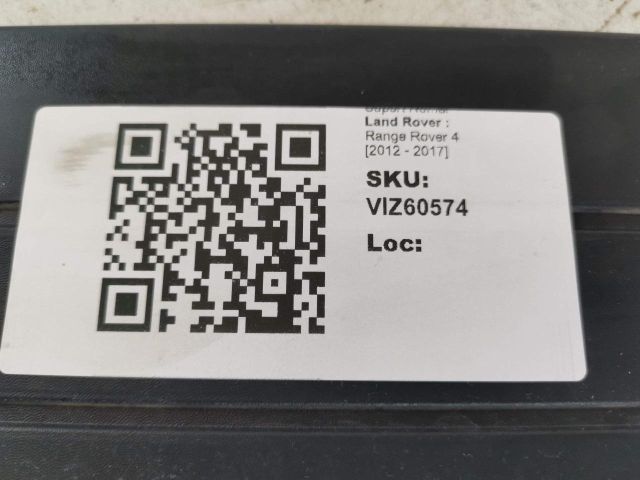 Land Rover :
Range Rover 4
[2012 - 2017]
SKU:
VIZ60574
Loc: